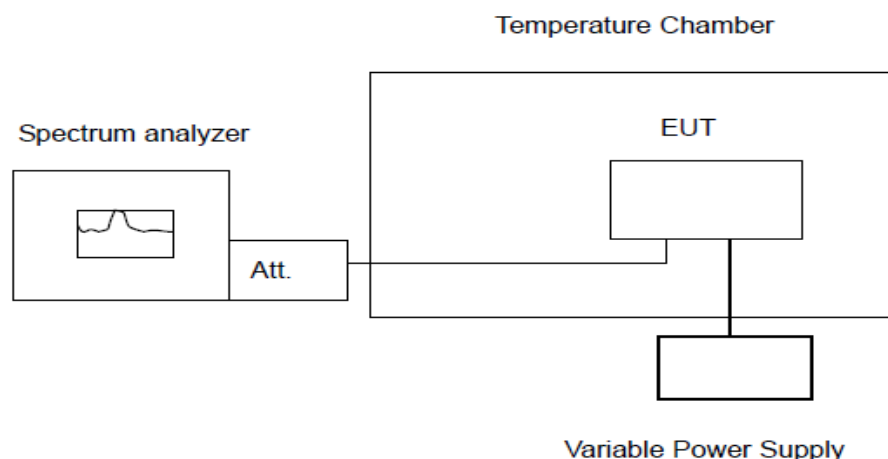 Temperature Chamber
Spectrum analyzer
EUT
Att.
Variable Power Supply